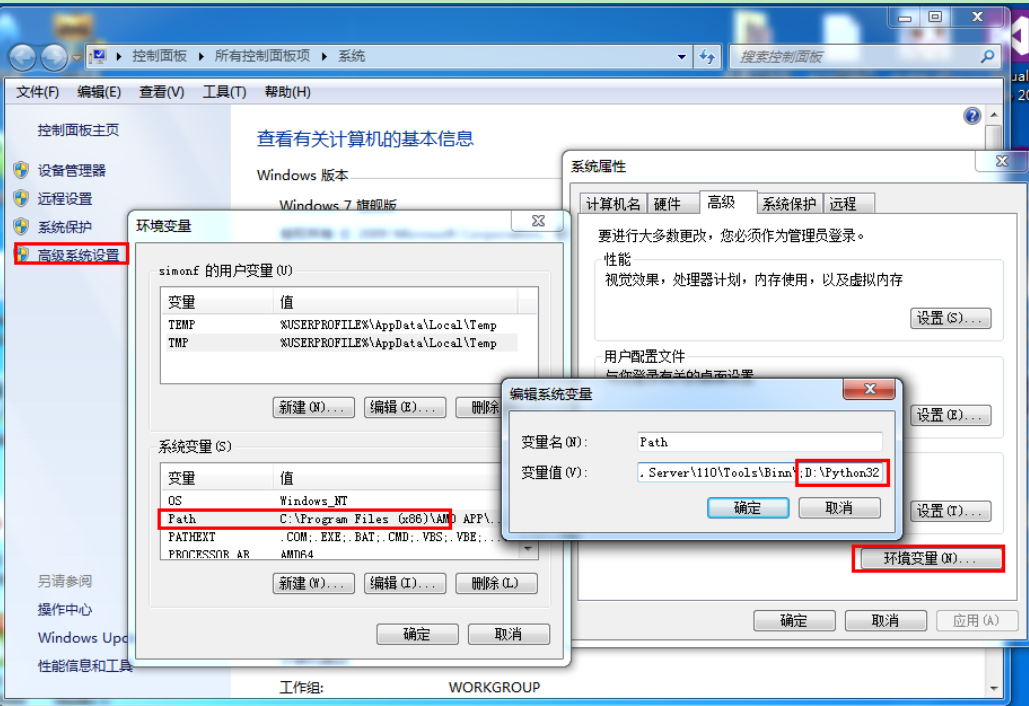 控制面板 ▸ 所有控制面板项 ▸ 系统
搜索控制面板
文件(F) 编辑(E) 查看(V) 工具(T) 帮助(H)
控制面板主页
设备管理器
远程设置
系统保护
高级系统设置
另请参阅
操作中心
Windows Upd
性能信息和工具
查看有关计算机的基本信息
Windows 版本
Windows 7 旗舰版
工作组: WORKGROUP
环境变量
simonf 的用户变量(U)
变量 值
TEMP %USERPROFILE%\AppData\Local\Temp
TMP %USERPROFILE%\AppData\Local\Temp
新建(N)... 编辑(E)... 删除
系统变量(S)
变量 值
OS Windows_NT
Path C:\Program Files (x86)\AMD APP\...
PATHEXT .COM;.EXE;.BAT;.CMD;.VBS;.VBE;...
PROCESSOR_AR AMD64
新建(W)... 编辑(I)... 删除(L)
确定 取消
系统属性
计算机名 硬件 高级 系统保护 远程
要进行大多数更改，您必须作为管理员登录。
性能
视觉效果，处理器计划，内存使用，以及虚拟内存
设置(S)...
用户配置文件
与您登录有关的桌面设置
设置(E)...
设置(T)...
环境变量(N)...
确定 取消 应用(A)
编辑系统变量
变量名(N): Path
变量值(V): . Server\110\Tools\Binn\;D:\Python32
确定 取消